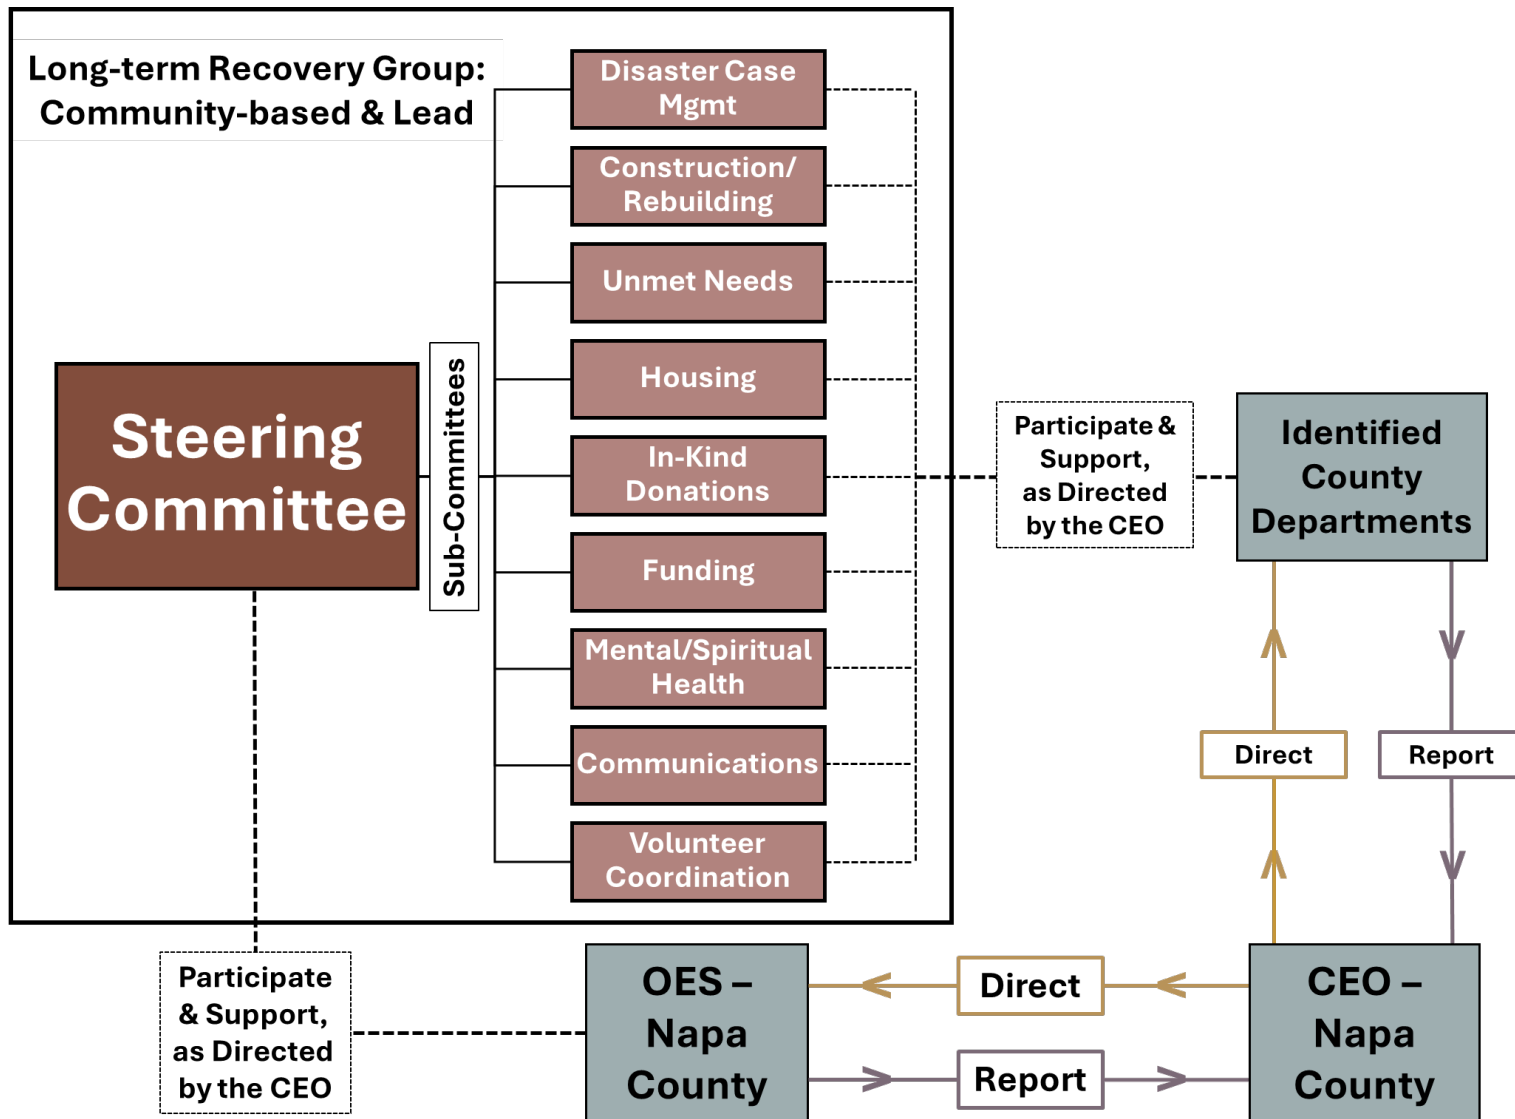 Long-term Recovery Group:
Community-based & Lead
Disaster Case
Mgmt
Construction/
Rebuilding
Unmet Needs
Housing
In-Kind
Donations
Funding
Mental/Spiritual
Health
Communications
Volunteer
Coordination
Steering
Committee
Sub-Committees
Participate &
Support,
as Directed
by the CEO
Identified
County
Departments
Direct
Report
Participate
& Support,
as Directed
by the CEO
OES –
Napa
County
Direct
Report
CEO –
Napa
County